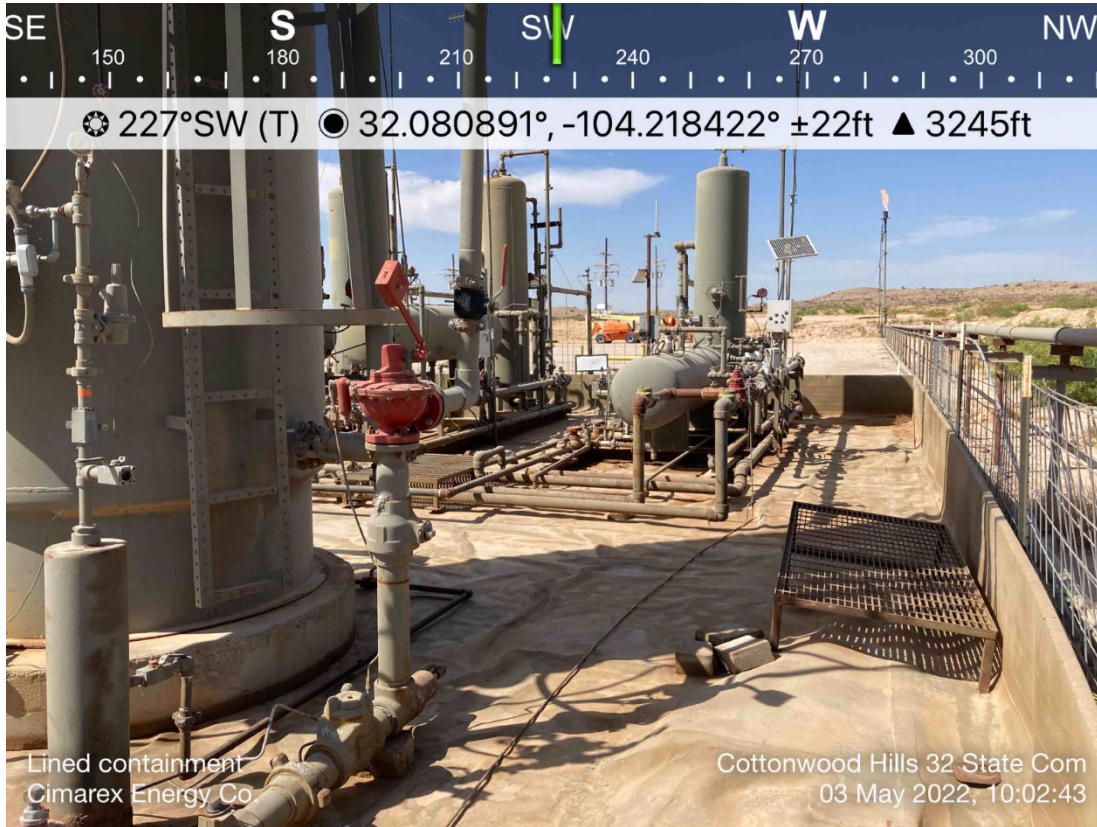 SE S SW W NW
150 180 210 240 270 300
227°SW (T) 32.080891°, -104.218422° ±22ft ▲ 3245ft
Lined containment
Cimarex Energy Co.
Cottonwood Hills 32 State Com
03 May 2022, 10:02:43